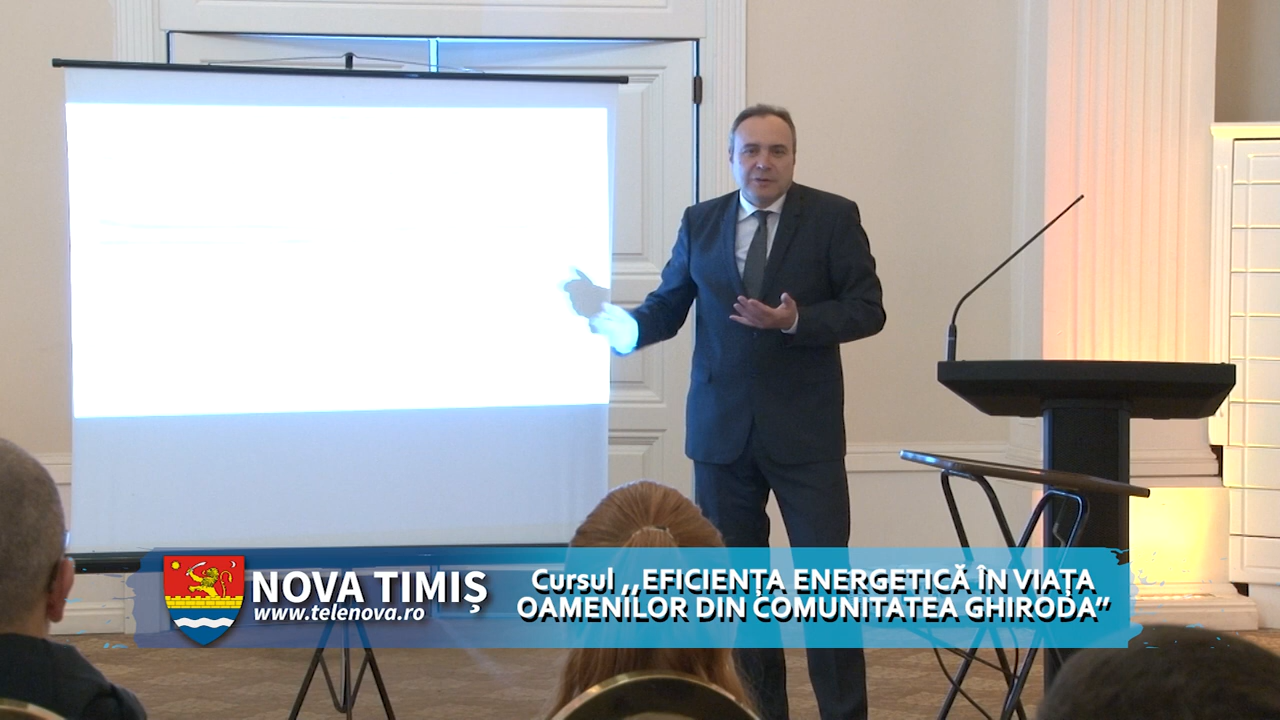 NOVA TIMIȘ
www.telenova.ro
Cursul ,,EFICIENȚA ENERGETICĂ ÎN VIAȚA
OAMENILOR DIN COMUNITATEA GHIRODA”